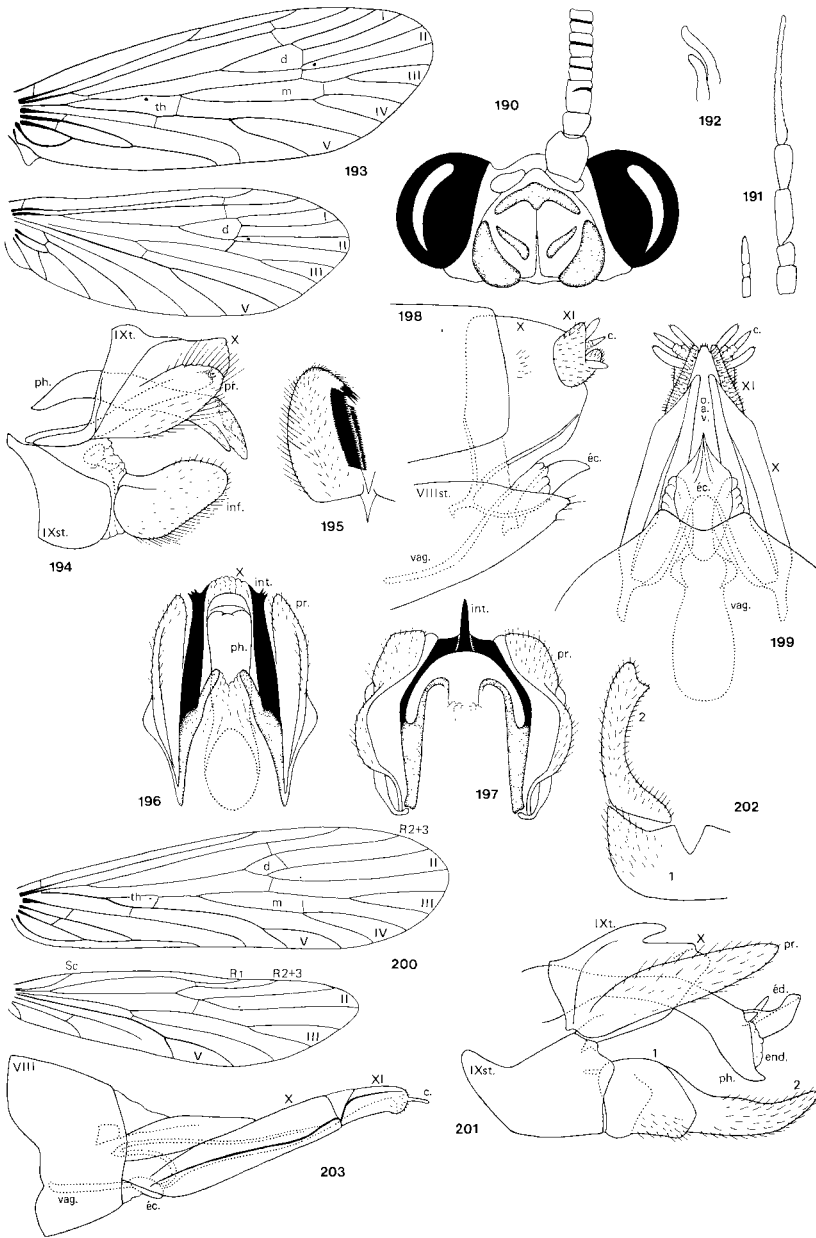 I
II
III
IV
V
d
m
th
193
190
192
191
I
II
III
V
d
198
X
XI
c.
éc.
VIIIst.
vag.
c.
XI
o.
a.
v.
X
éc.
vag.
199
IXt.
X
ph.
pr.
IXst.
inf.
194
195
X
int.
pr.
ph.
196
int.
pr.
197
2
1
202
R2+3
d
II
th
m
III
IV
V
200
Sc
R1
R2+3
II
III
V
IXt.
X
pr.
éd.
end.
ph.
IXst.
1
2
201
VIII
X
XI
c.
vag.
éc.
203